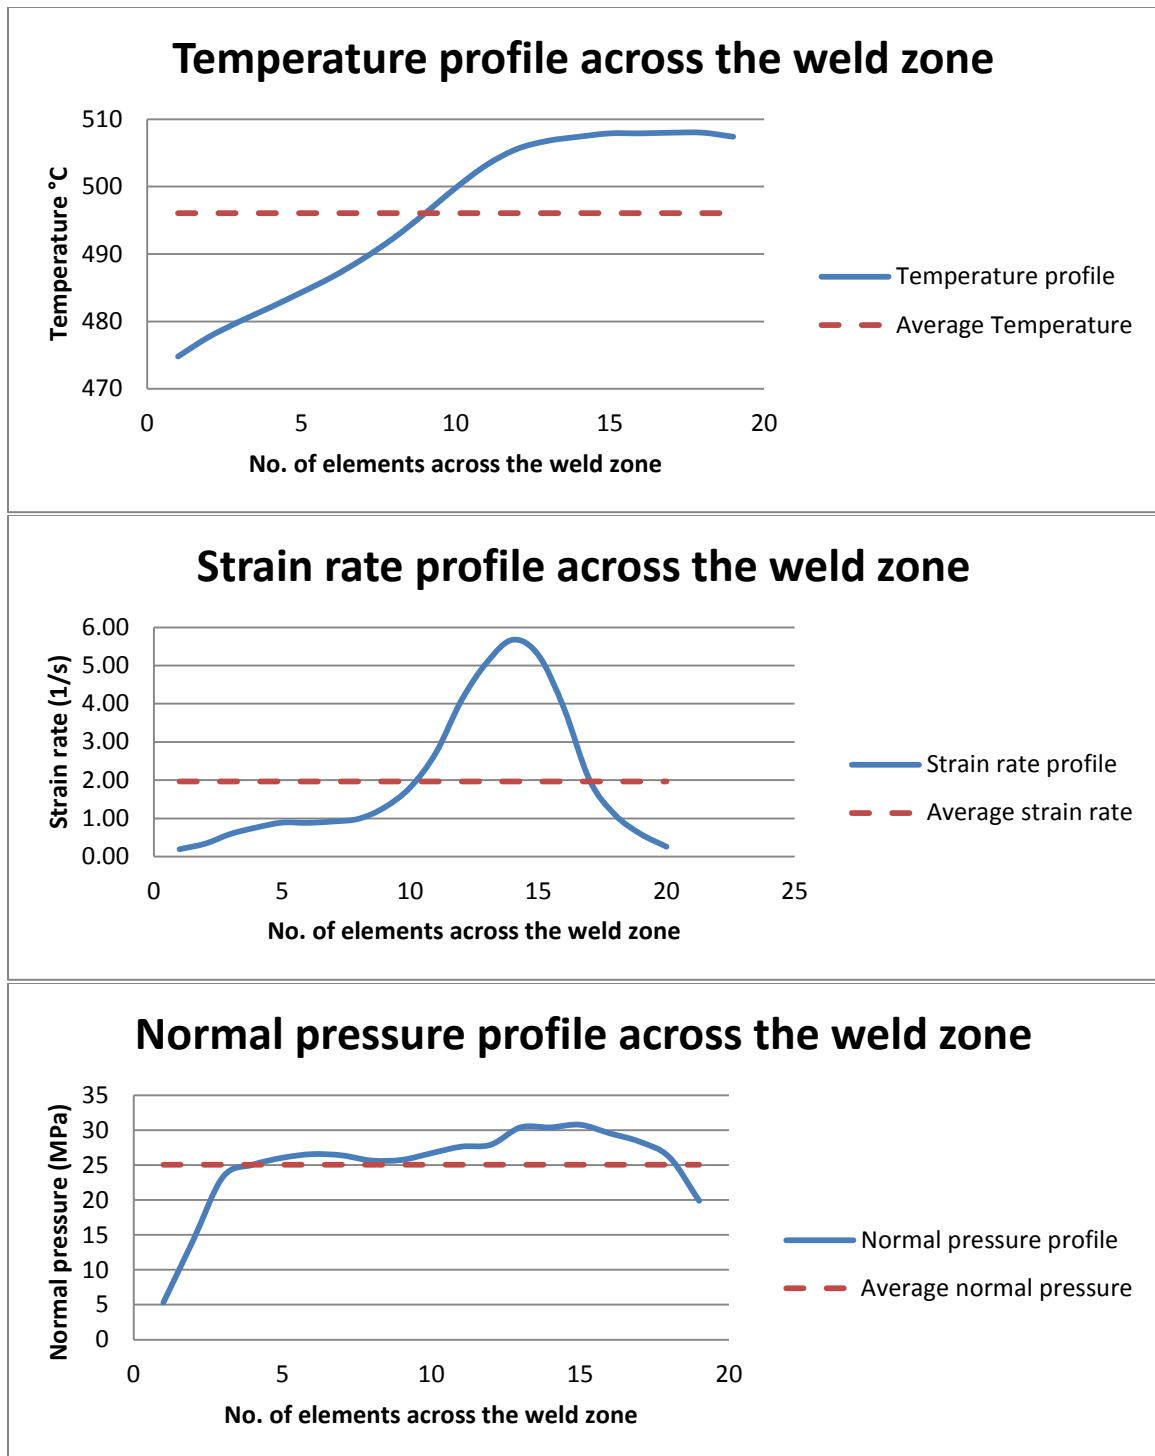 Temperature profile across the weld zone
510
500
490
480
470
Temperature °C
0 5 10 15 20
No. of elements across the weld zone
Temperature profile
Average Temperature
Strain rate profile across the weld zone
6.00
5.00
4.00
3.00
2.00
1.00
0.00
Strain rate (1/s)
0 5 10 15 20 25
No. of elements across the weld zone
Strain rate profile
Average strain rate
Normal pressure profile across the weld zone
35
30
25
20
15
10
5
0
Normal pressure (MPa)
0 5 10 15 20
No. of elements across the weld zone
Normal pressure profile
Average normal pressure